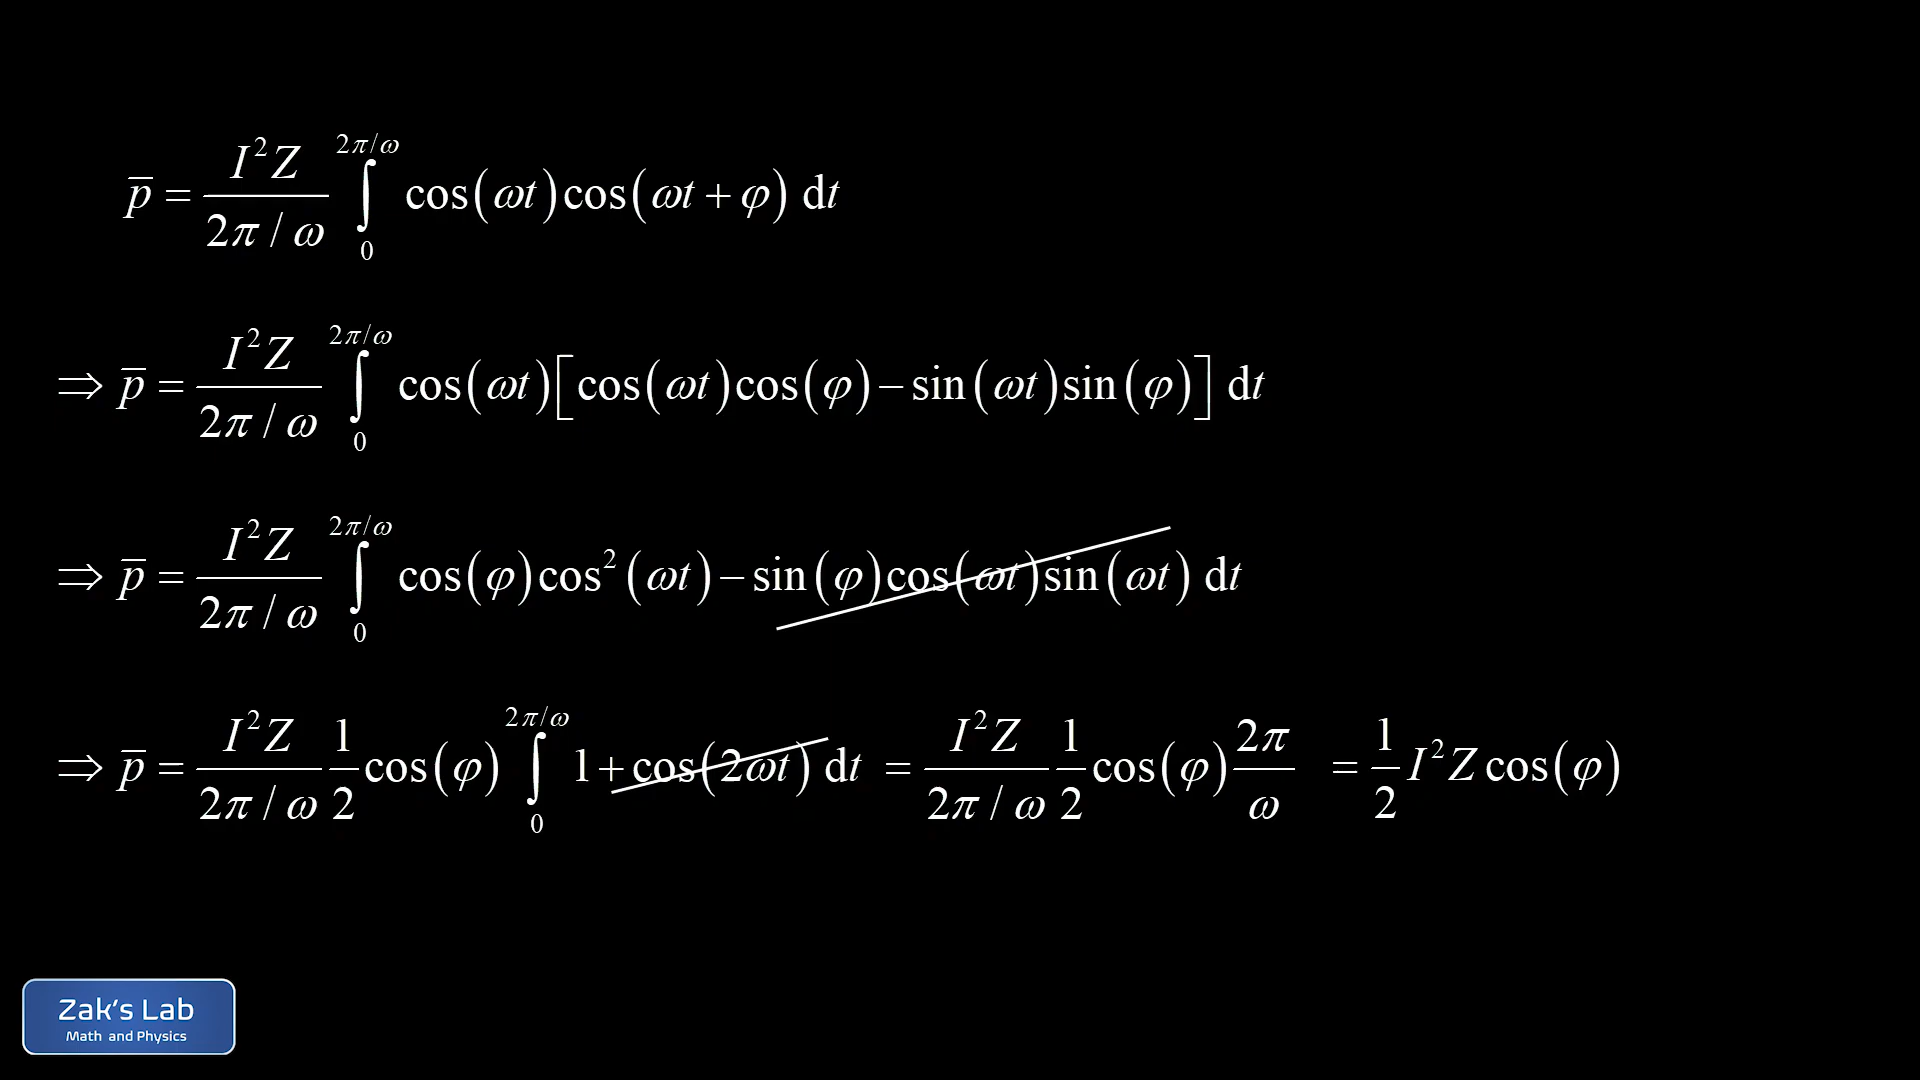 p̅ = I²Z / (2π/ω) ∫₀^(2π/ω) cos(ωt)cos(ωt + φ) dt
⇒ p̅ = I²Z / (2π/ω) ∫₀^(2π/ω) cos(ωt)[cos(ωt)cos(φ) − sin(ωt)sin(φ)] dt
⇒ p̅ = I²Z / (2π/ω) ∫₀^(2π/ω) cos(φ)cos²(ωt) − sin(φ)cos(ωt)sin(ωt) dt
⇒ p̅ = I²Z / (2π/ω) 1/2 cos(φ) ∫₀^(2π/ω) 1 + cos(2ωt) dt = I²Z / (2π/ω) 1/2 cos(φ) 2π/ω = 1/2 I²Z cos(φ)
Zak's Lab
Math and Physics